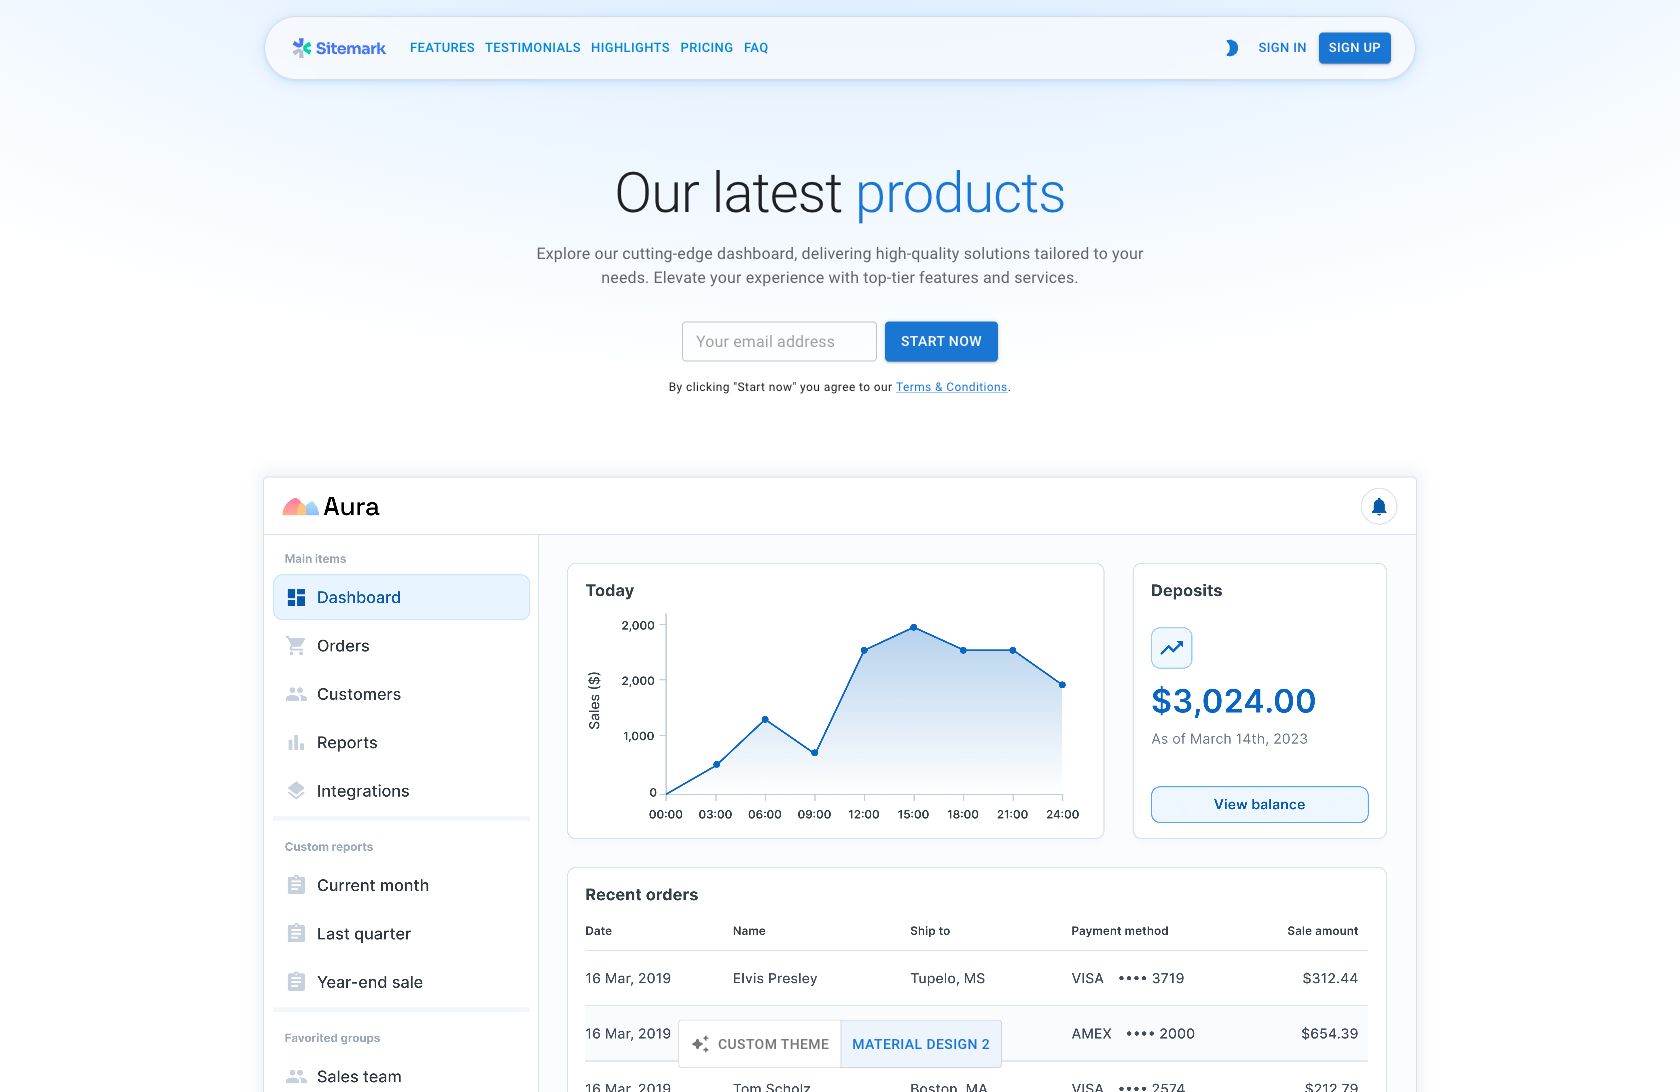 Sitemark FEATURES TESTIMONIALS HIGHLIGHTS PRICING FAQ SIGN IN SIGN UP
Our latest products
Explore our cutting-edge dashboard, delivering high-quality solutions tailored to your
needs. Elevate your experience with top-tier features and services.
Your email address START NOW
By clicking "Start now" you agree to our Terms & Conditions.
Aura
Main items
Dashboard
Orders
Customers
Reports
Integrations
Custom reports
Current month
Last quarter
Year-end sale
Favorited groups
Sales team
Today
Sales ($)
2,000
2,000
1,000
0
00:00 03:00 06:00 09:00 12:00 15:00 18:00 21:00 24:00
Deposits
$3,024.00
As of March 14th, 2023
View balance
Recent orders
Date Name Ship to Payment method Sale amount
16 Mar, 2019 Elvis Presley Tupelo, MS VISA •••• 3719 $312.44
16 Mar, 2019 AMEX •••• 2000 $654.39
CUSTOM THEME MATERIAL DESIGN 2
16 Mar, 2019 Tom Scholz Boston, MA VISA •••• 2574 $212.79